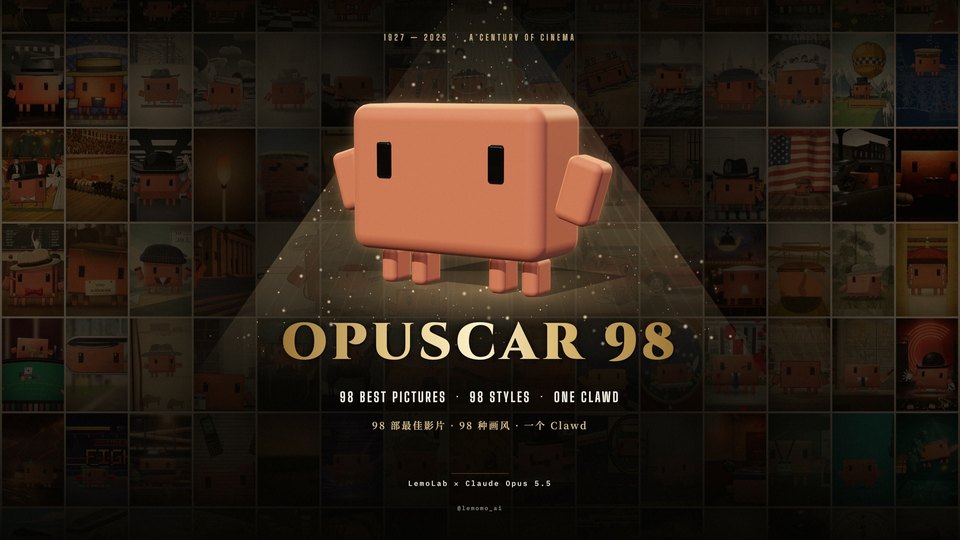 1927 — 2025 · A CENTURY OF CINEMA
OPUSCAR 98
98 BEST PICTURES · 98 STYLES · ONE CLAWD
98 部最佳影片 · 98 种画风 · 一个 Clawd
LemoLab × Claude Opus 5.5
@lemomo_ai